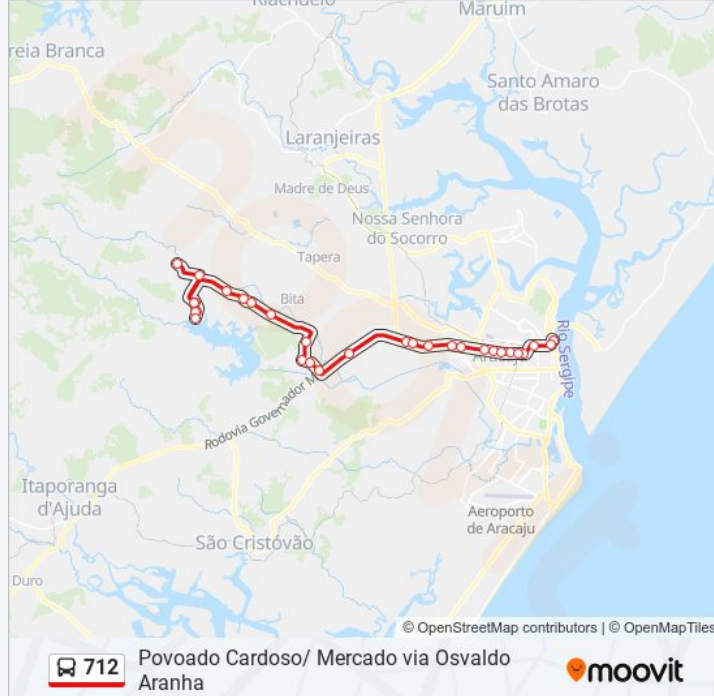 Riachuelo
Maruim
reia Branca
Santo Amaro
das Brotas
Laranjeiras
Madre de Deus
Nossa Senhora
do Socorro
Tapera
Bita
Rio Sergipe
Aracaju
Rodovia Governador M
Itaporanga
d'Ajuda
Aeroporto
de Aracaju
São Cristóvão
Duro
© OpenStreetMap contributors | © OpenMapTiles
712
Povoado Cardoso/ Mercado via Osvaldo
Aranha
moovit